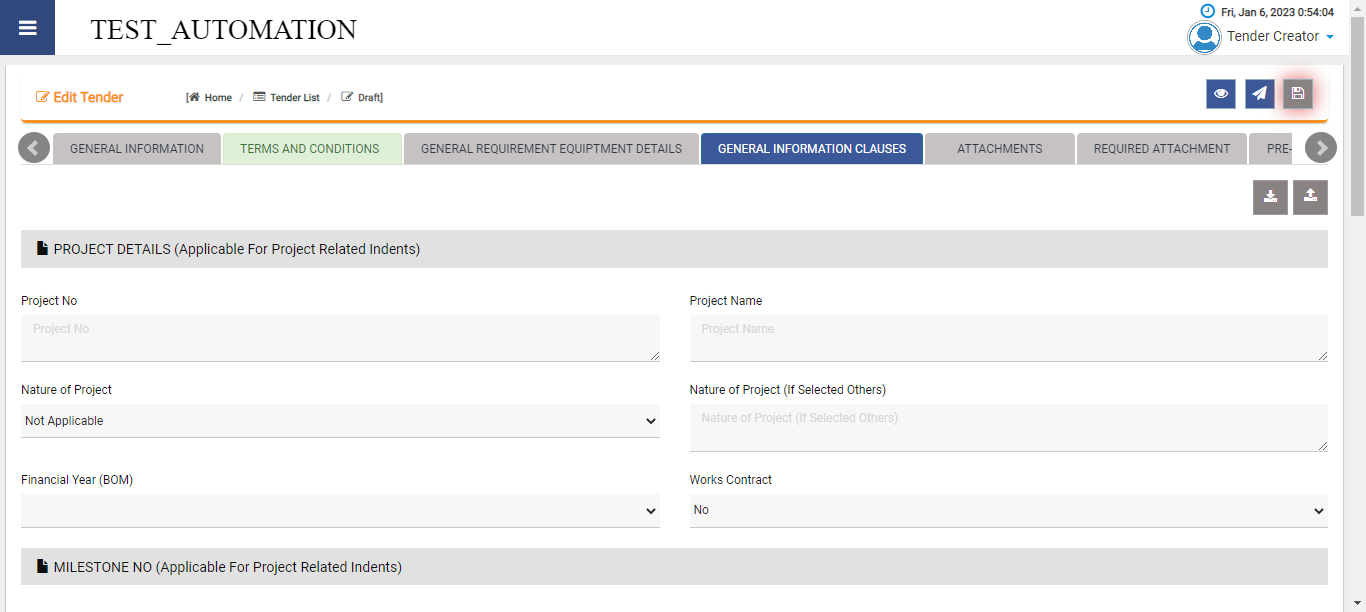 Fri, Jan 6, 2023 0:54:04
TEST_AUTOMATION
Tender Creator
Edit Tender
[ Home / Tender List / Draft]
GENERAL INFORMATION
TERMS AND CONDITIONS
GENERAL REQUIREMENT EQUIPTMENT DETAILS
GENERAL INFORMATION CLAUSES
ATTACHMENTS
REQUIRED ATTACHMENT
PRE-
PROJECT DETAILS (Applicable For Project Related Indents)
Project No
Project Name
Project No
Project Name
Nature of Project
Nature of Project (If Selected Others)
Not Applicable
Nature of Project (If Selected Others)
Financial Year (BOM)
Works Contract
No
MILESTONE NO (Applicable For Project Related Indents)